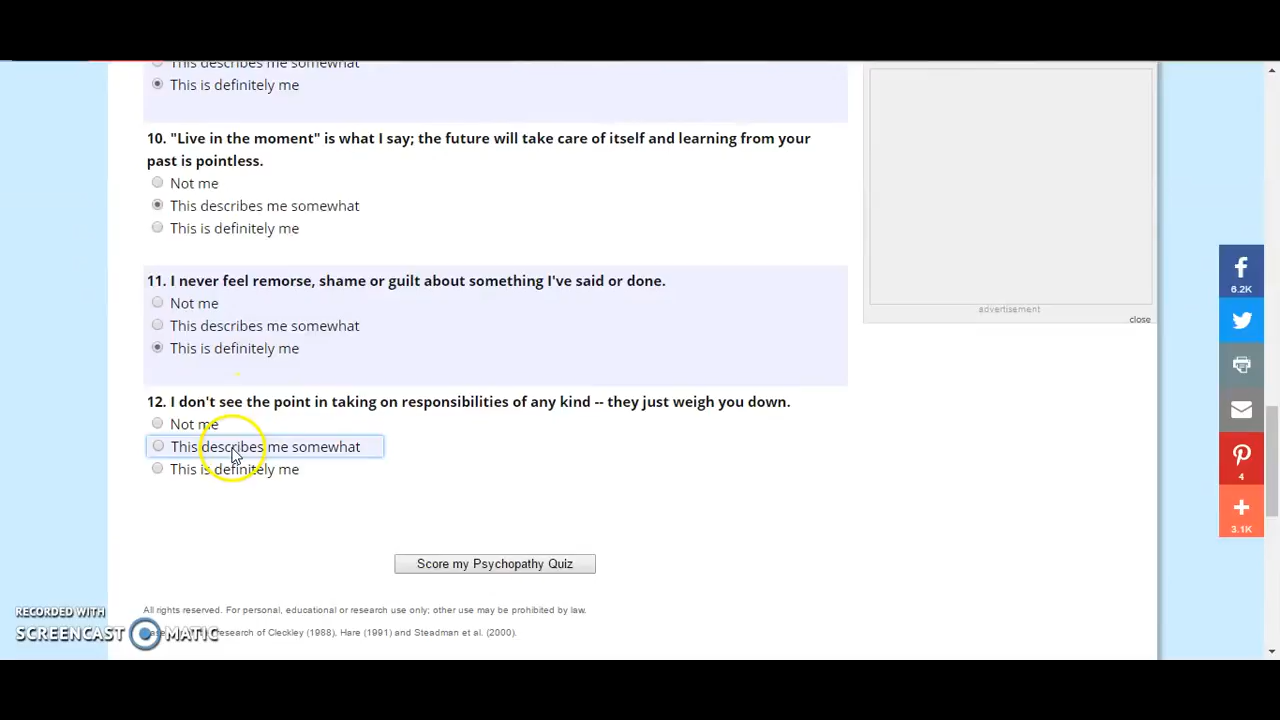 This describes me somewhat
This is definitely me
10. "Live in the moment" is what I say; the future will take care of itself and learning from your
past is pointless.
Not me
This describes me somewhat
This is definitely me
11. I never feel remorse, shame or guilt about something I've said or done.
Not me
This describes me somewhat
This is definitely me
12. I don't see the point in taking on responsibilities of any kind -- they just weigh you down.
Not me
This describes me somewhat
This is definitely me
Score my Psychopathy Quiz
All rights reserved. For personal, educational or research use only; other use may be prohibited by law.
research of Cleckley (1988), Hare (1991) and Steadman et al. (2000).
advertisement
close
6.2K
4
3.1K
RECORDED WITH
SCREENCAST MATIC